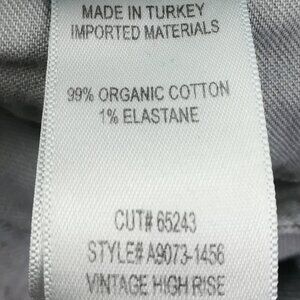 MADE IN TURKEY
IMPORTED MATERIALS
99% ORGANIC COTTON
1% ELASTANE
CUT# 65243
STYLE# A9073-1456
VINTAGE HIGH RISE